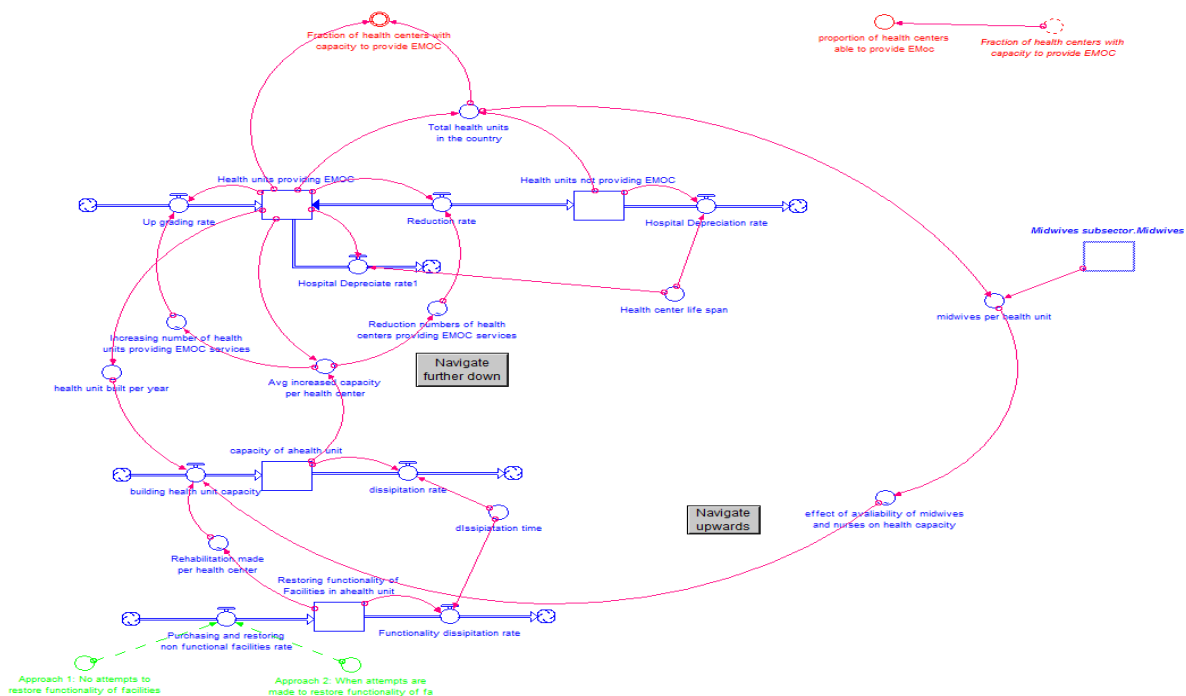 Fraction of health centers with
capacity to provide EMOC
proportion of health centers
able to provide EMoc
Fraction of health centers with
capacity to provide EMOC
Total health units
in the country
Health units providing EMOC
Health units not providing EMOC
Up grading rate
Reduction rate
Hospital Depreciation rate
Midwives subsector.Midwives
Hospital Depreciate rate1
Health center life span
midwives per health unit
Increasing number of health
units providing EMOC services
Reduction numbers of health
centers providing EMOC services
Navigate
further down
health unit built per year
Avg increased capacity
per health center
capacity of ahealth unit
building health unit capacity
dissipitation rate
dIssipiatation time
Navigate
upwards
effect of avaliability of midwives
and nurses on health capacity
Rehabilitation made
per health center
Restoring functionality of
Facilities in ahealth unit
Purchasing and restoring
non functional facilities rate
Functionality dissipitation rate
Approach 1: No attempts to
restore functionality of facilities
Approach 2: When attempts are
made to restore functionality of fa